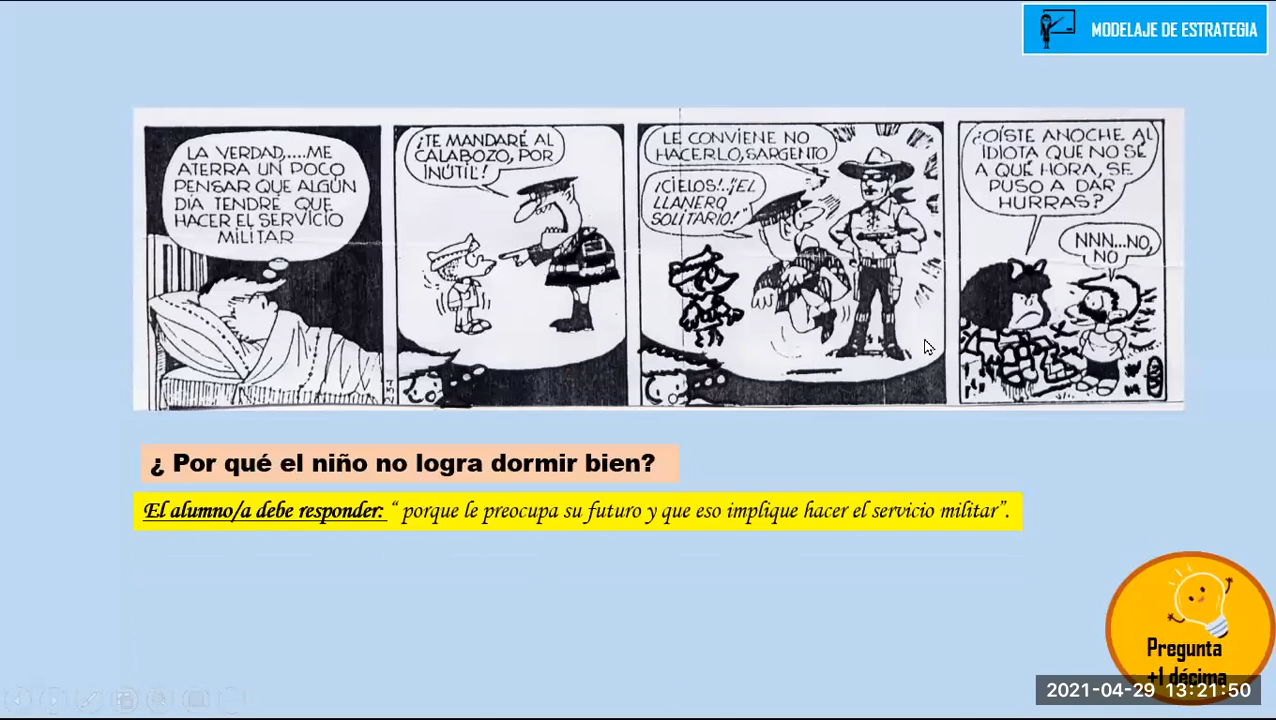 MODELAJE DE ESTRATEGIA
LA VERDAD.....ME
ATERRA UN POCO
PENSAR QUE ALGÚN
DÍA TENDRÉ QUE
HACER EL SERVICIO
MILITAR
¡TE MANDARÉ AL
CALABOZO, POR
INÚTIL!
LE CONVIENE NO
HACERLO, SARGENTO
¡CIELOS!..¡"EL
LLANERO
SOLITARIO!"
¿OÍSTE ANOCHE AL
IDIOTA QUE NO SÉ
A QUÉ HORA, SE
PUSO A DAR
HURRAS?
NNN...NO,
NO
¿ Por qué el niño no logra dormir bien?
El alumno/a debe responder: “ porque le preocupa su futuro y que eso implique hacer el servicio militar”.
Pregunta
+1 décima
2021-04-29 13:21:50